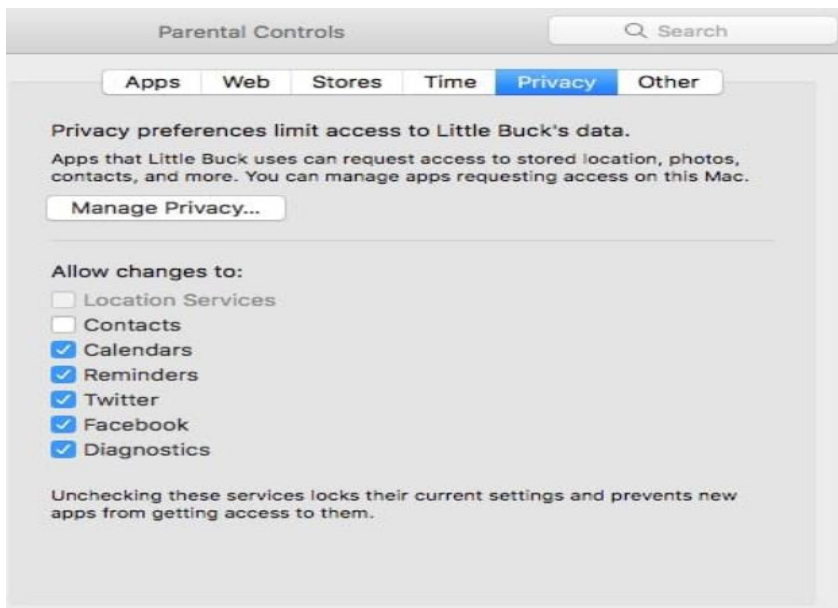 Parental Controls
Search
Apps Web Stores Time Privacy Other
Privacy preferences limit access to Little Buck's data.
Apps that Little Buck uses can request access to stored location, photos,
contacts, and more. You can manage apps requesting access on this Mac.
Manage Privacy...
Allow changes to:
Location Services
Contacts
Calendars
Reminders
Twitter
Facebook
Diagnostics
Unchecking these services locks their current settings and prevents new
apps from getting access to them.